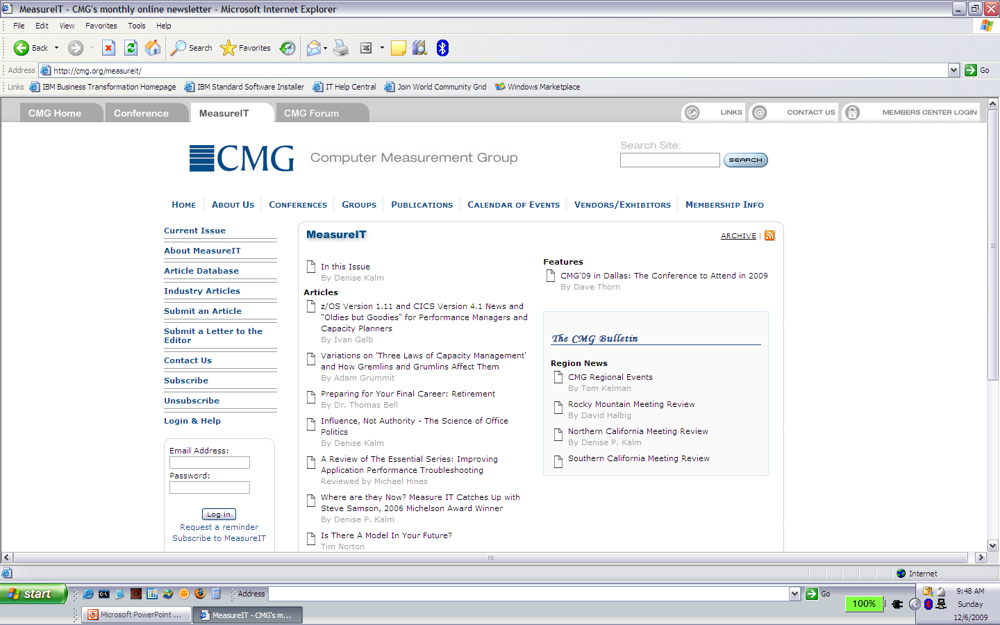 MeasureIT - CMG's monthly online newsletter - Microsoft Internet Explorer
File Edit View Favorites Tools Help
Back Search Favorites
Address http://cmg.org/measureit/ Go
Links IBM Business Transformation Homepage IBM Standard Software Installer IT Help Central Join World Community Grid Windows Marketplace
CMG Home Conference MeasureIT CMG Forum LINKS CONTACT US MEMBERS CENTER LOGIN
CMG Computer Measurement Group
Search Site:
SEARCH
HOME ABOUT US CONFERENCES GROUPS PUBLICATIONS CALENDAR OF EVENTS VENDORS/EXHIBITORS MEMBERSHIP INFO
Current Issue
About MeasureIT
Article Database
Industry Articles
Submit an Article
Submit a Letter to the
Editor
Contact Us
Subscribe
Unsubscribe
Login & Help
Email Address:
Password:
Log in
Request a reminder
Subscribe to MeasureIT
MeasureIT
ARCHIVE |
In this Issue
By Denise Kalm
Articles
z/OS Version 1.11 and CICS Version 4.1 News and
"Oldies but Goodies" for Performance Managers and
Capacity Planners
By Ivan Gelb
Variations on 'Three Laws of Capacity Management'
and How Gremlins and Grumlins Affect Them
By Adam Grummit
Preparing for Your Final Career: Retirement
By Dr. Thomas Bell
Influence, Not Authority - The Science of Office
Politics
By Denise Kalm
A Review of The Essential Series: Improving
Application Performance Troubleshooting
Reviewed by Michael Hines
Where are they Now? Measure IT Catches Up with
Steve Samson, 2006 Michelson Award Winner
By Denise P. Kalm
Is There A Model In Your Future?
Tim Norton
Features
CMG'09 in Dallas: The Conference to Attend in 2009
By Dave Thorn
The CMG Bulletin
Region News
CMG Regional Events
By Tom Kelman
Rocky Mountain Meeting Review
By David Halbig
Northern California Meeting Review
By Denise P. Kalm
Southern California Meeting Review
Internet
start Address Go
100%
9:48 AM
Sunday
12/6/2009
Microsoft PowerPoint ... MeasureIT - CMG's m...